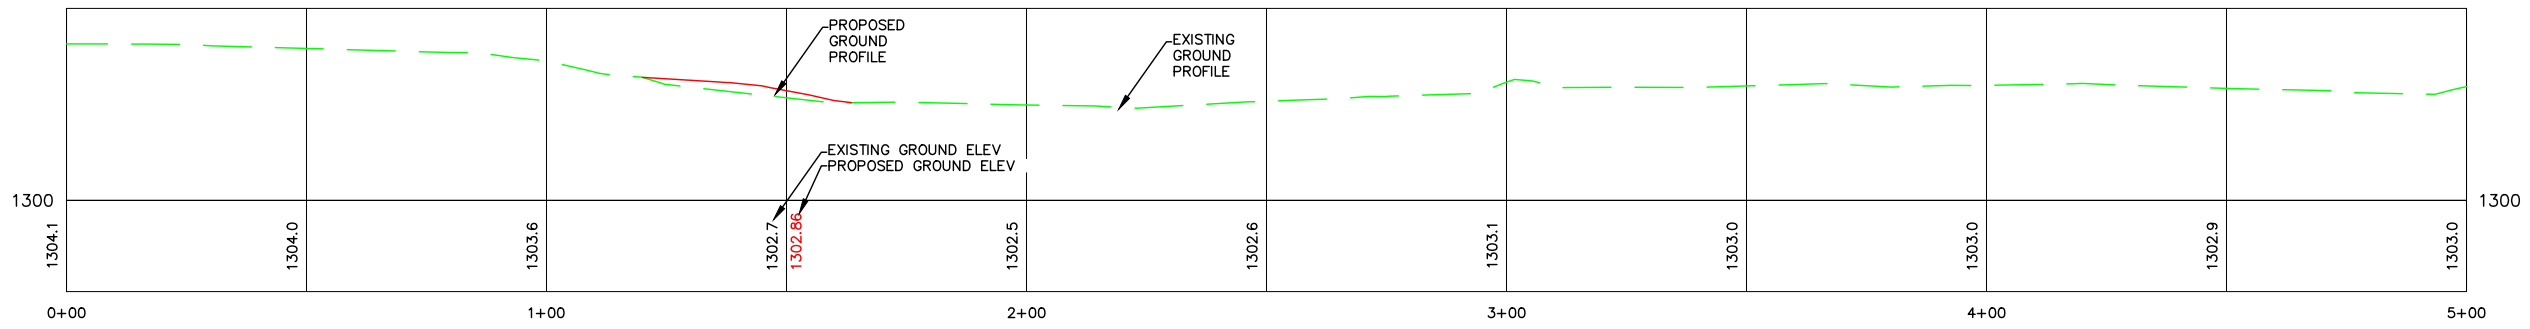 PROPOSED
GROUND
PROFILE
EXISTING
GROUND
PROFILE
EXISTING GROUND ELEV
PROPOSED GROUND ELEV
1300
1300
1304.1
1304.0
1303.6
1302.7
1302.86
1302.5
1302.6
1303.1
1303.0
1303.0
1302.9
1303.0
0+00
1+00
2+00
3+00
4+00
5+00